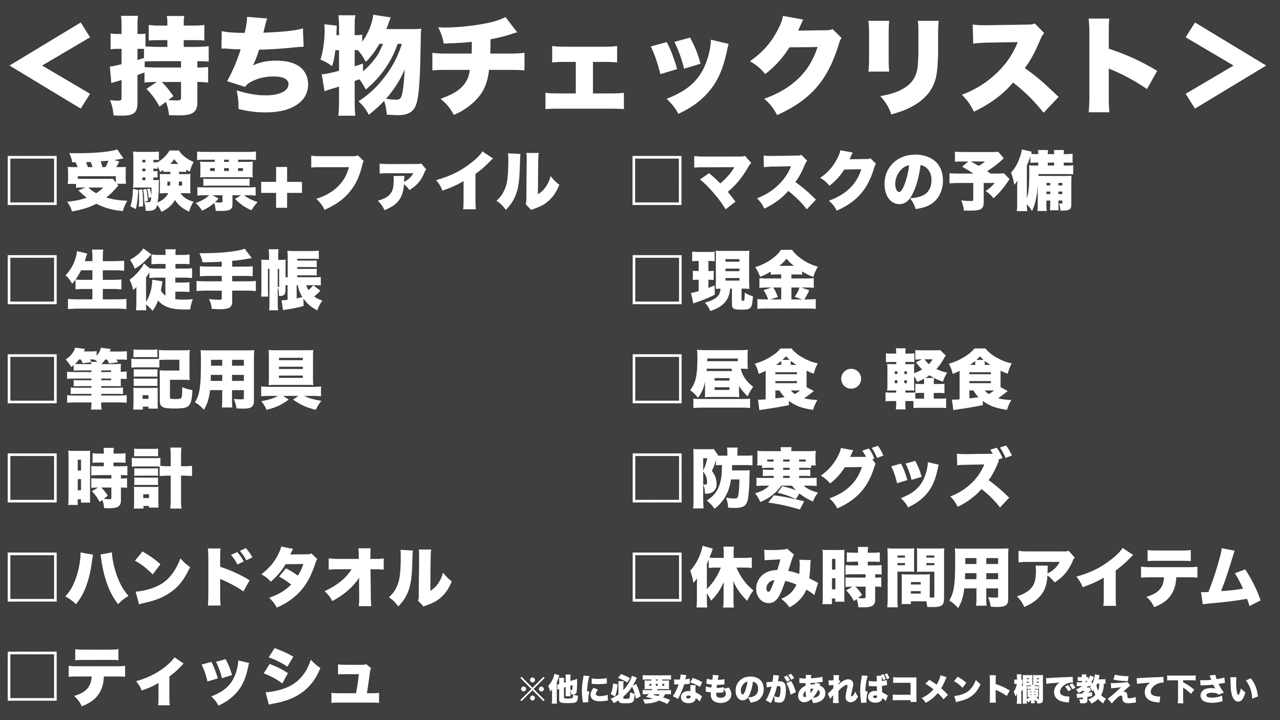 ＜持ち物チェックリスト＞
□受験票+ファイル
□生徒手帳
□筆記用具
□時計
□ハンドタオル
□ティッシュ
□マスクの予備
□現金
□昼食・軽食
□防寒グッズ
□休み時間用アイテム
※他に必要なものがあればコメント欄で教えて下さい